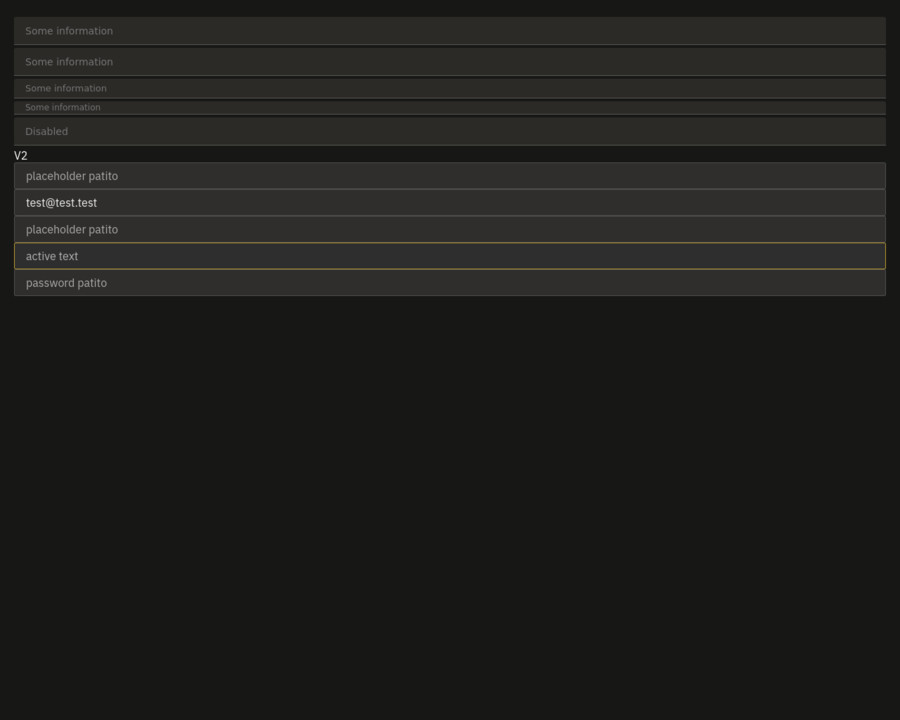 Some information
Some information
Some information
Some information
Disabled
V2
placeholder patito
test@test.test
placeholder patito
active text
password patito